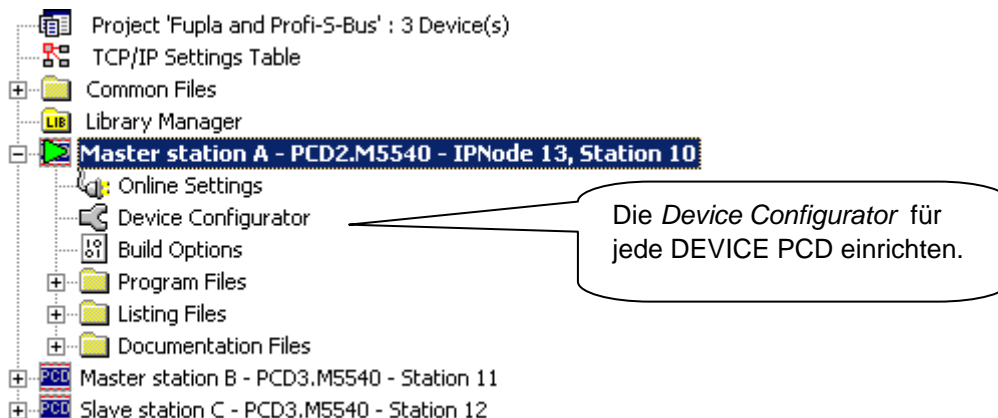 Project 'Fupla and Profi-S-Bus' : 3 Device(s)
TCP/IP Settings Table
Common Files
LIB Library Manager
Master station A - PCD2.M5540 - IPNode 13, Station 10
Online Settings
Device Configurator
Die Device Configurator für
jede DEVICE PCD einrichten.
Build Options
Program Files
Listing Files
Documentation Files
PCD Master station B - PCD3.M5540 - Station 11
PCD Slave station C - PCD3.M5540 - Station 12